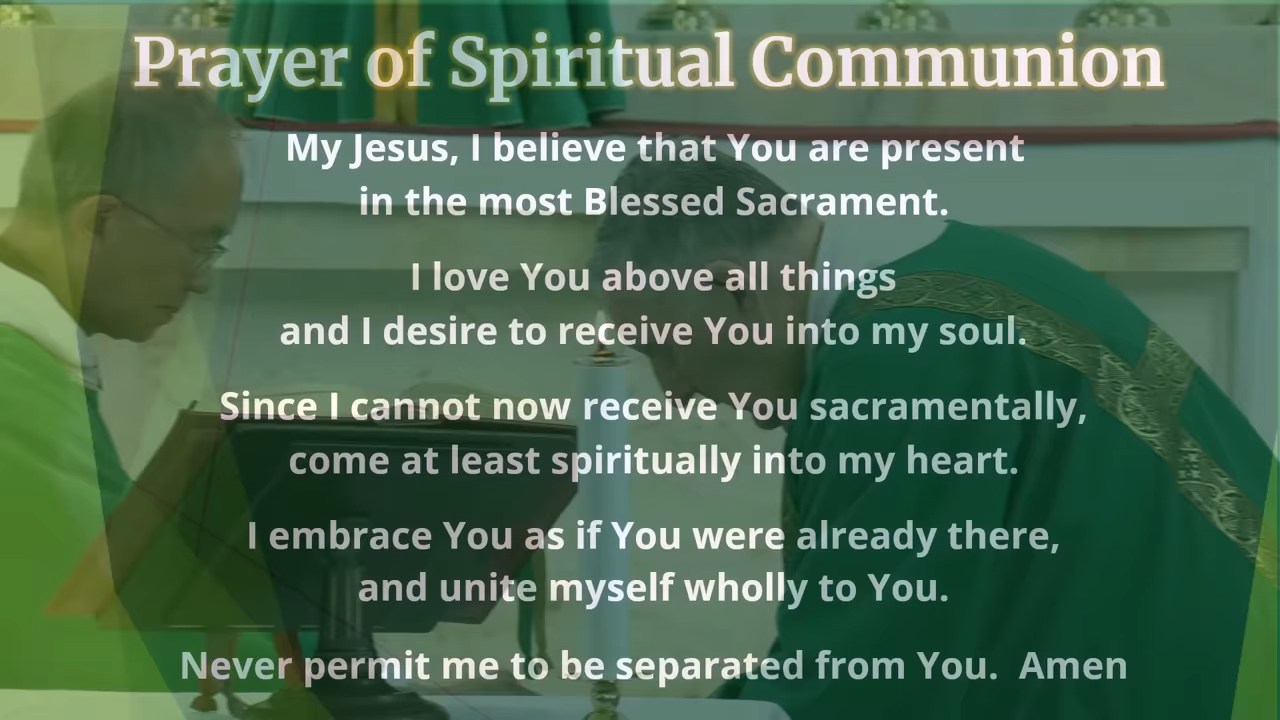 Prayer of Spiritual Communion
My Jesus, I believe that You are present
in the most Blessed Sacrament.
I love You above all things
and I desire to receive You into my soul.
Since I cannot now receive You sacramentally,
come at least spiritually into my heart.
I embrace You as if You were already there,
and unite myself wholly to You.
Never permit me to be separated from You.  Amen